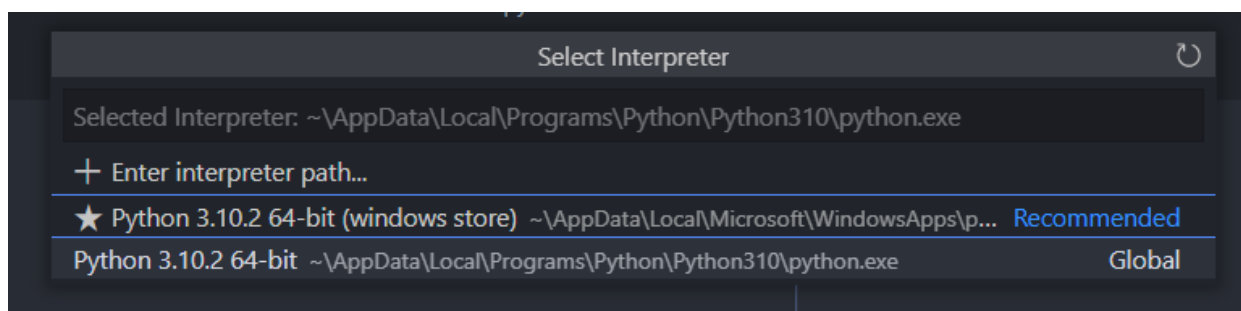 Select Interpreter
Selected Interpreter: ~\AppData\Local\Programs\Python\Python310\python.exe
Enter interpreter path...
Python 3.10.2 64-bit (windows store) ~\AppData\Local\Microsoft\WindowsApps\p... Recommended
Python 3.10.2 64-bit ~\AppData\Local\Programs\Python\Python310\python.exe Global